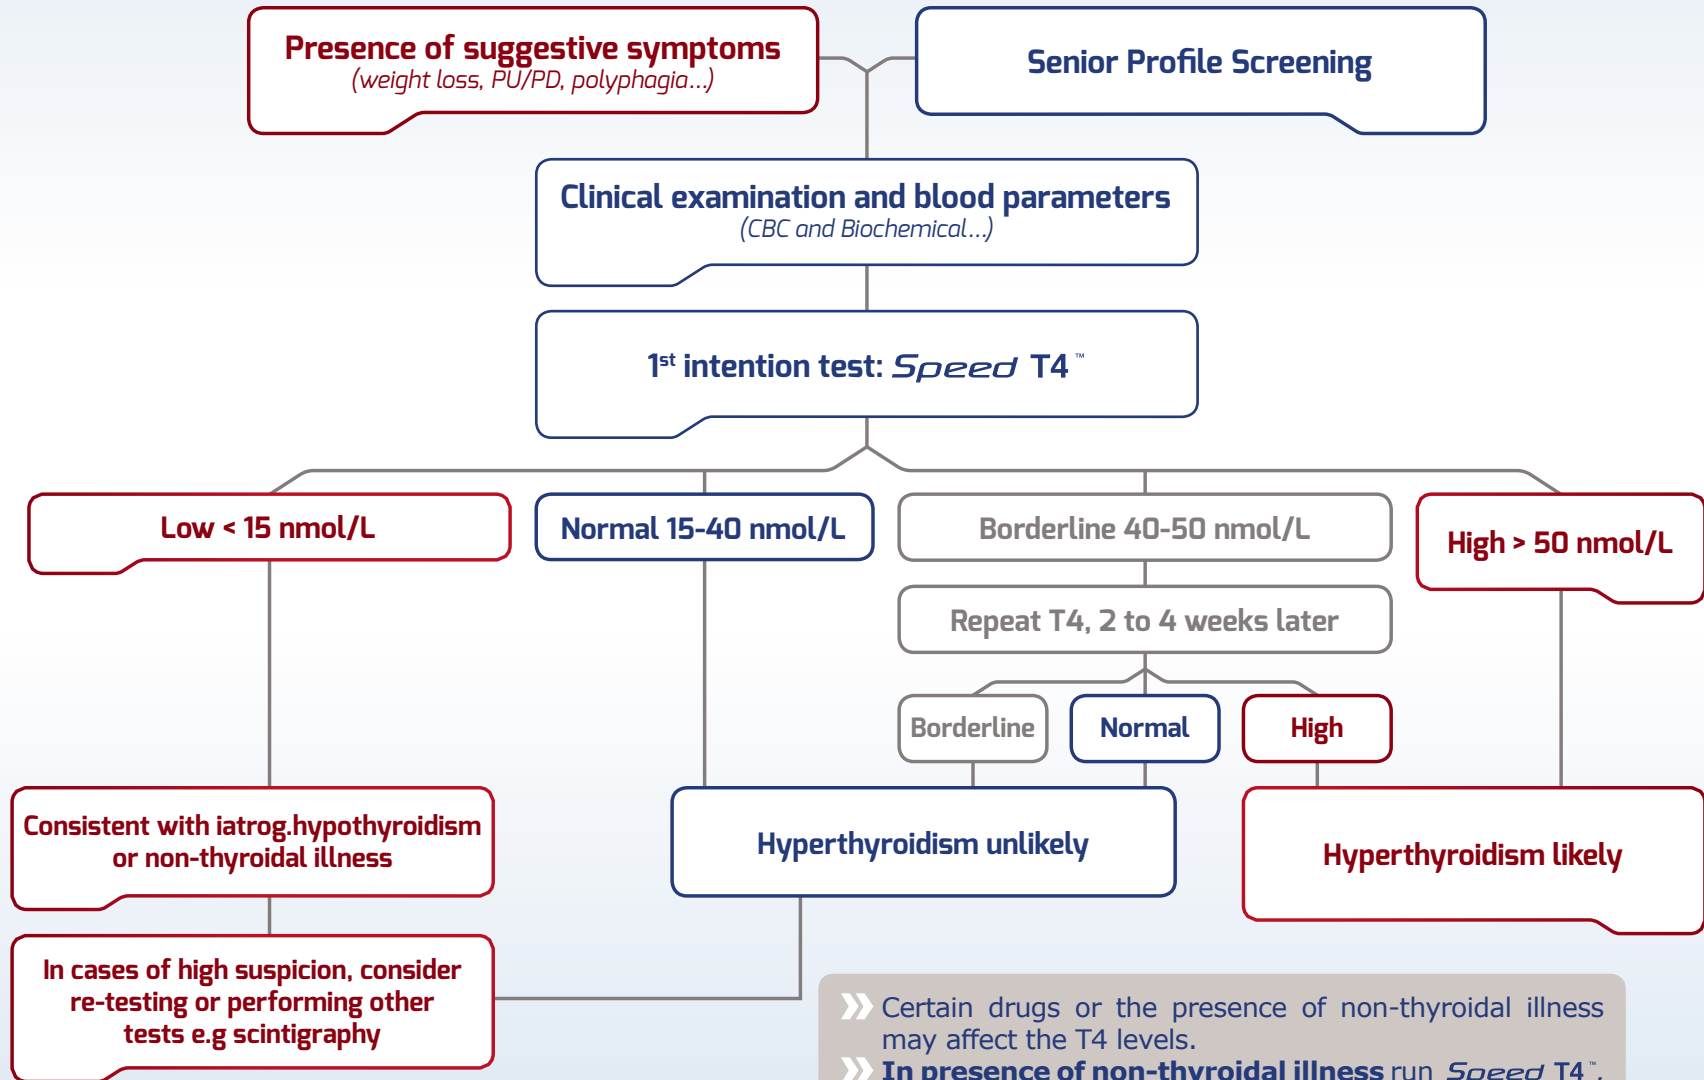 Presence of suggestive symptoms
(weight loss, PU/PD, polyphagia...)
Senior Profile Screening
Clinical examination and blood parameters
(CBC and Biochemical...)
1st intention test: Speed T4™
Low < 15 nmol/L
Normal 15-40 nmol/L
Borderline 40-50 nmol/L
High > 50 nmol/L
Repeat T4, 2 to 4 weeks later
Borderline
Normal
High
Consistent with iatrog.hypothyroidism
or non-thyroidal illness
Hyperthyroidism unlikely
Hyperthyroidism likely
In cases of high suspicion, consider
re-testing or performing other
tests e.g scintigraphy
Certain drugs or the presence of non-thyroidal illness
may affect the T4 levels.
In presence of non-thyroidal illness run Speed T4™,